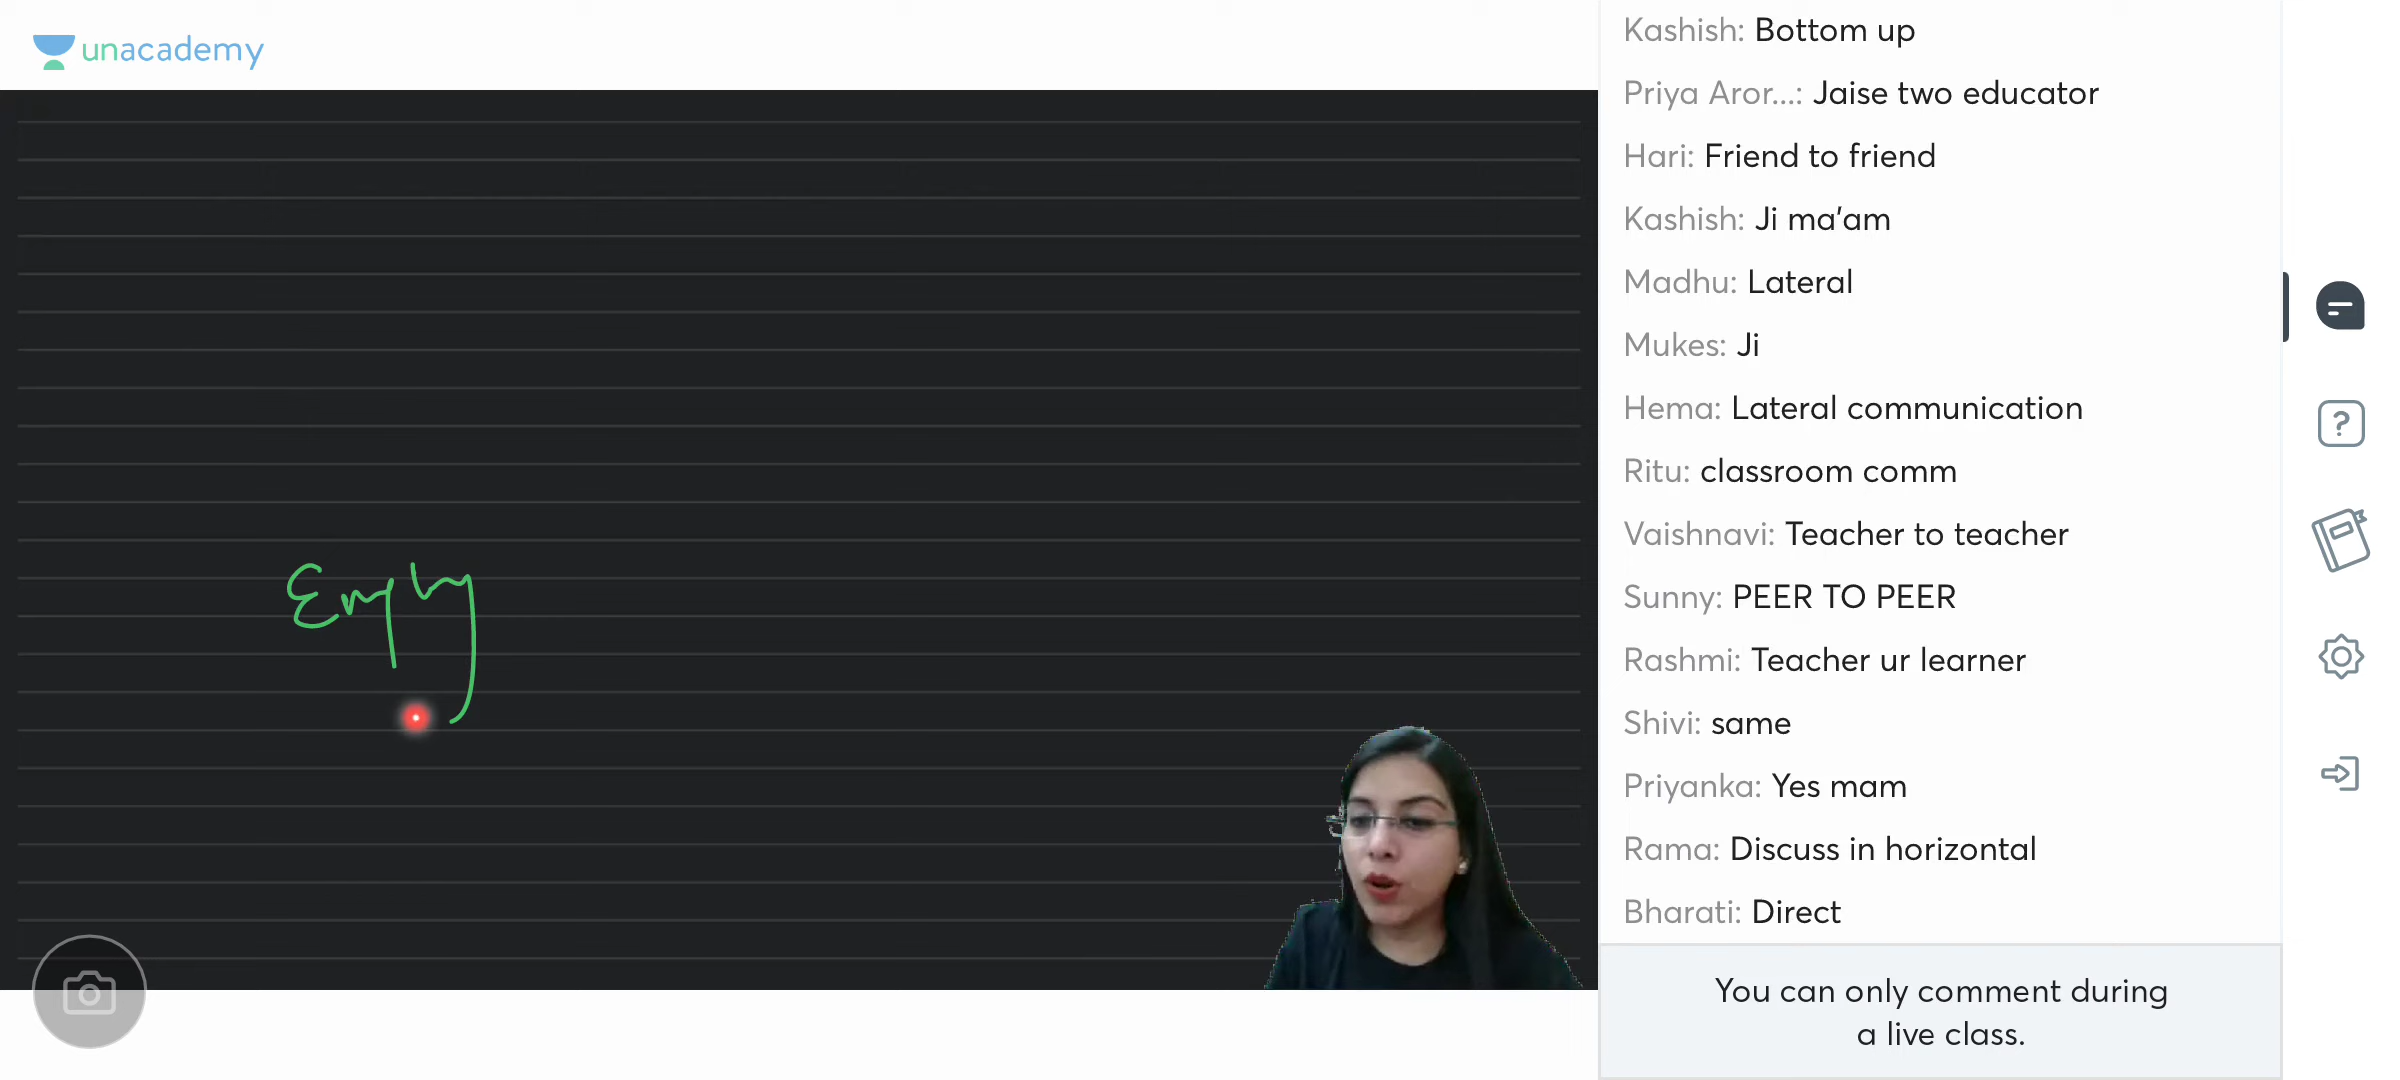 unacademy
Kashish: Bottom up
Priya Aror...: Jaise two educator
Hari: Friend to friend
Kashish: Ji ma'am
Madhu: Lateral
Mukes: Ji
Hema: Lateral communication
Ritu: classroom comm
Vaishnavi: Teacher to teacher
Sunny: PEER TO PEER
Rashmi: Teacher ur learner
Shivi: same
Priyanka: Yes mam
Rama: Discuss in horizontal
Bharati: Direct
You can only comment during
a live class.